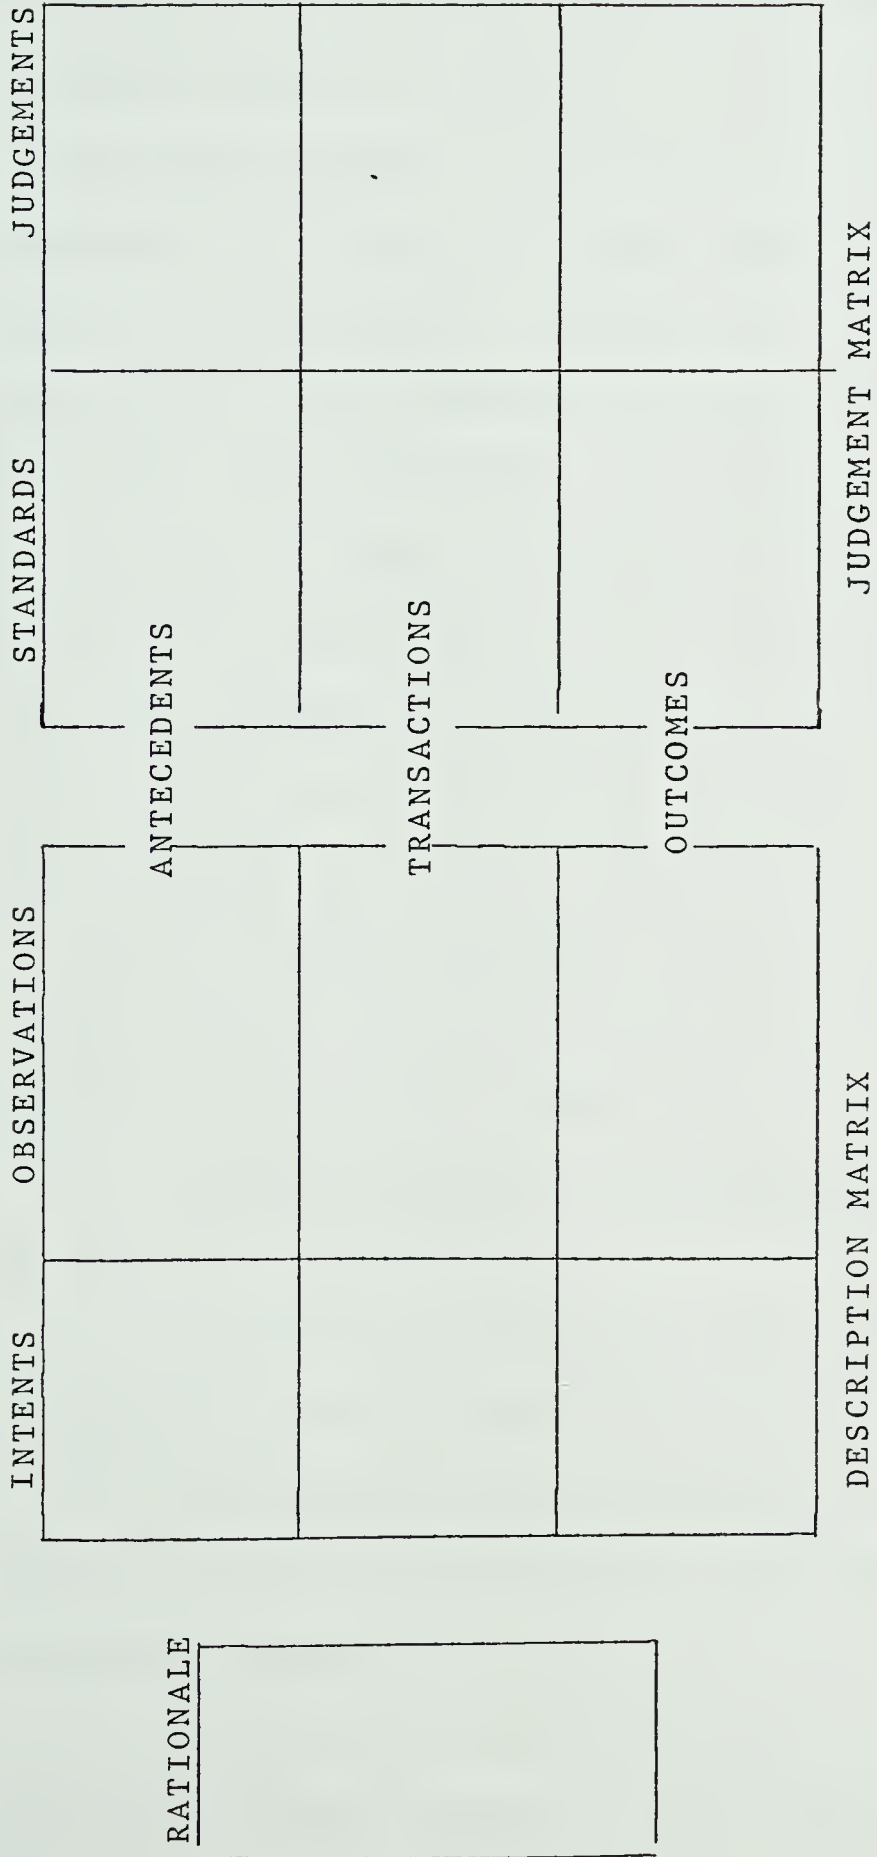 INTENTS OBSERVATIONS STANDARDS JUDGEMENTS
RATIONALE
ANTECEDENTS
TRANSACTIONS
OUTCOMES
DESCRIPTION MATRIX JUDGEMENT MATRIX